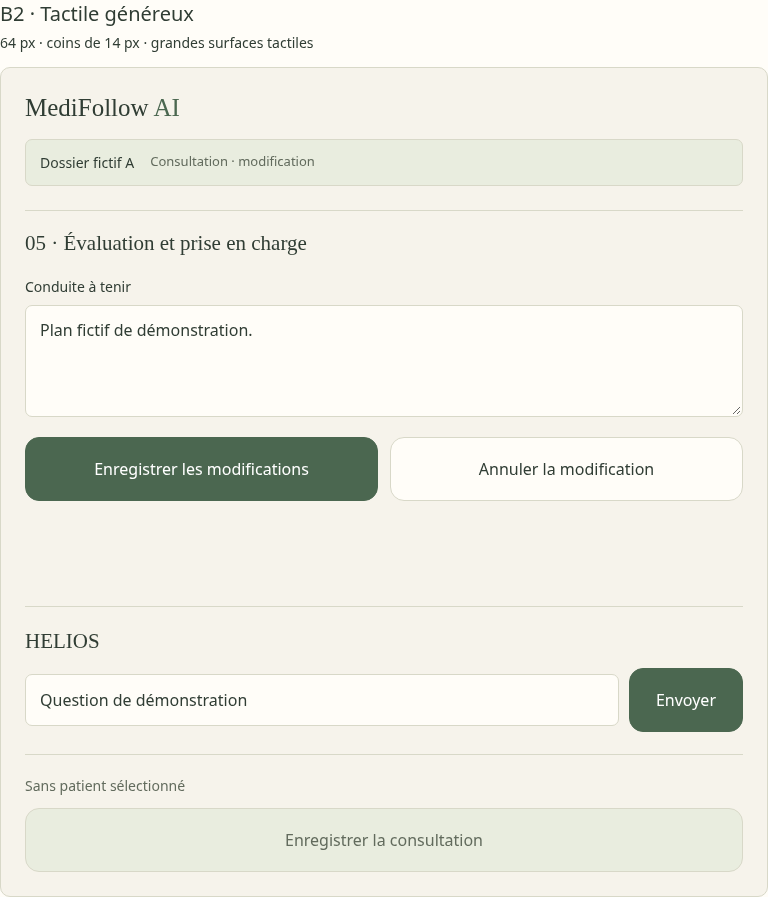 B2 · Tactile généreux
64 px · coins de 14 px · grandes surfaces tactiles
MediFollow AI
Dossier fictif A Consultation · modification
05 · Évaluation et prise en charge
Conduite à tenir
Plan fictif de démonstration.
Enregistrer les modifications Annuler la modification
HELIOS
Question de démonstration Envoyer
Sans patient sélectionné
Enregistrer la consultation